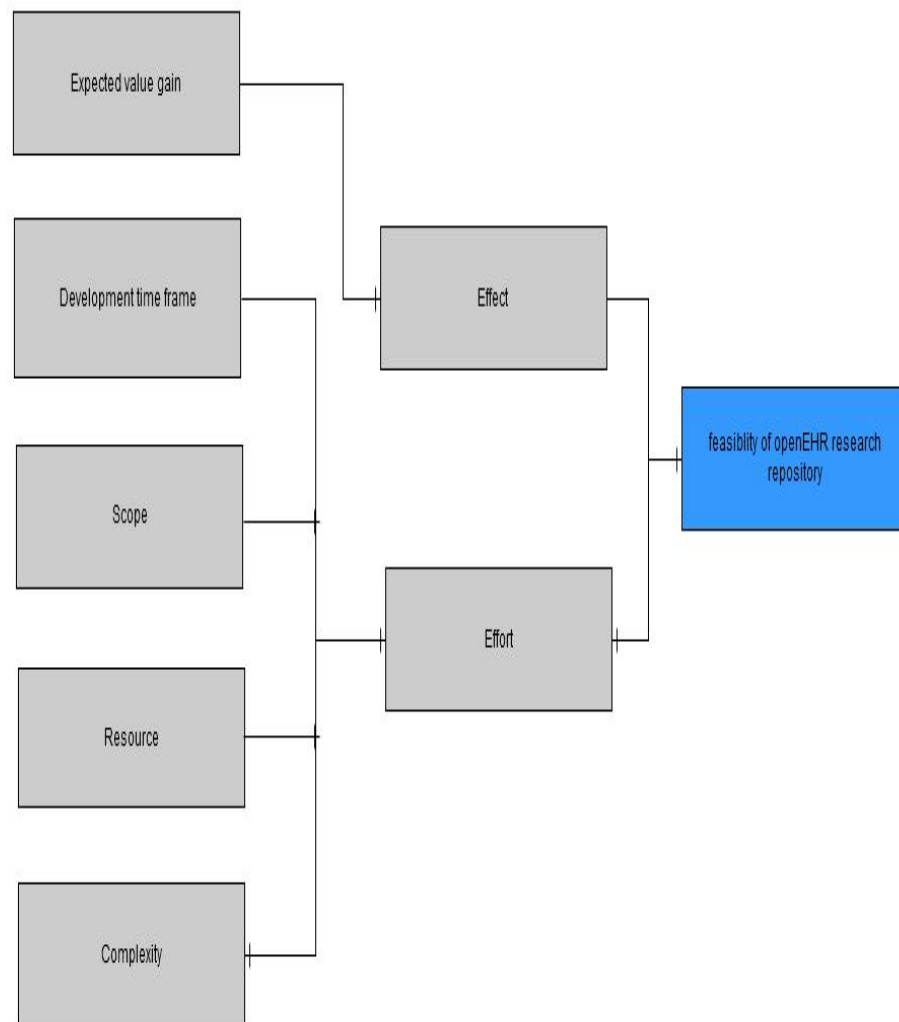 Expected value gain
Development time frame
Effect
feasiblity of openEHR research
repository
Scope
Effort
Resource
Complexity